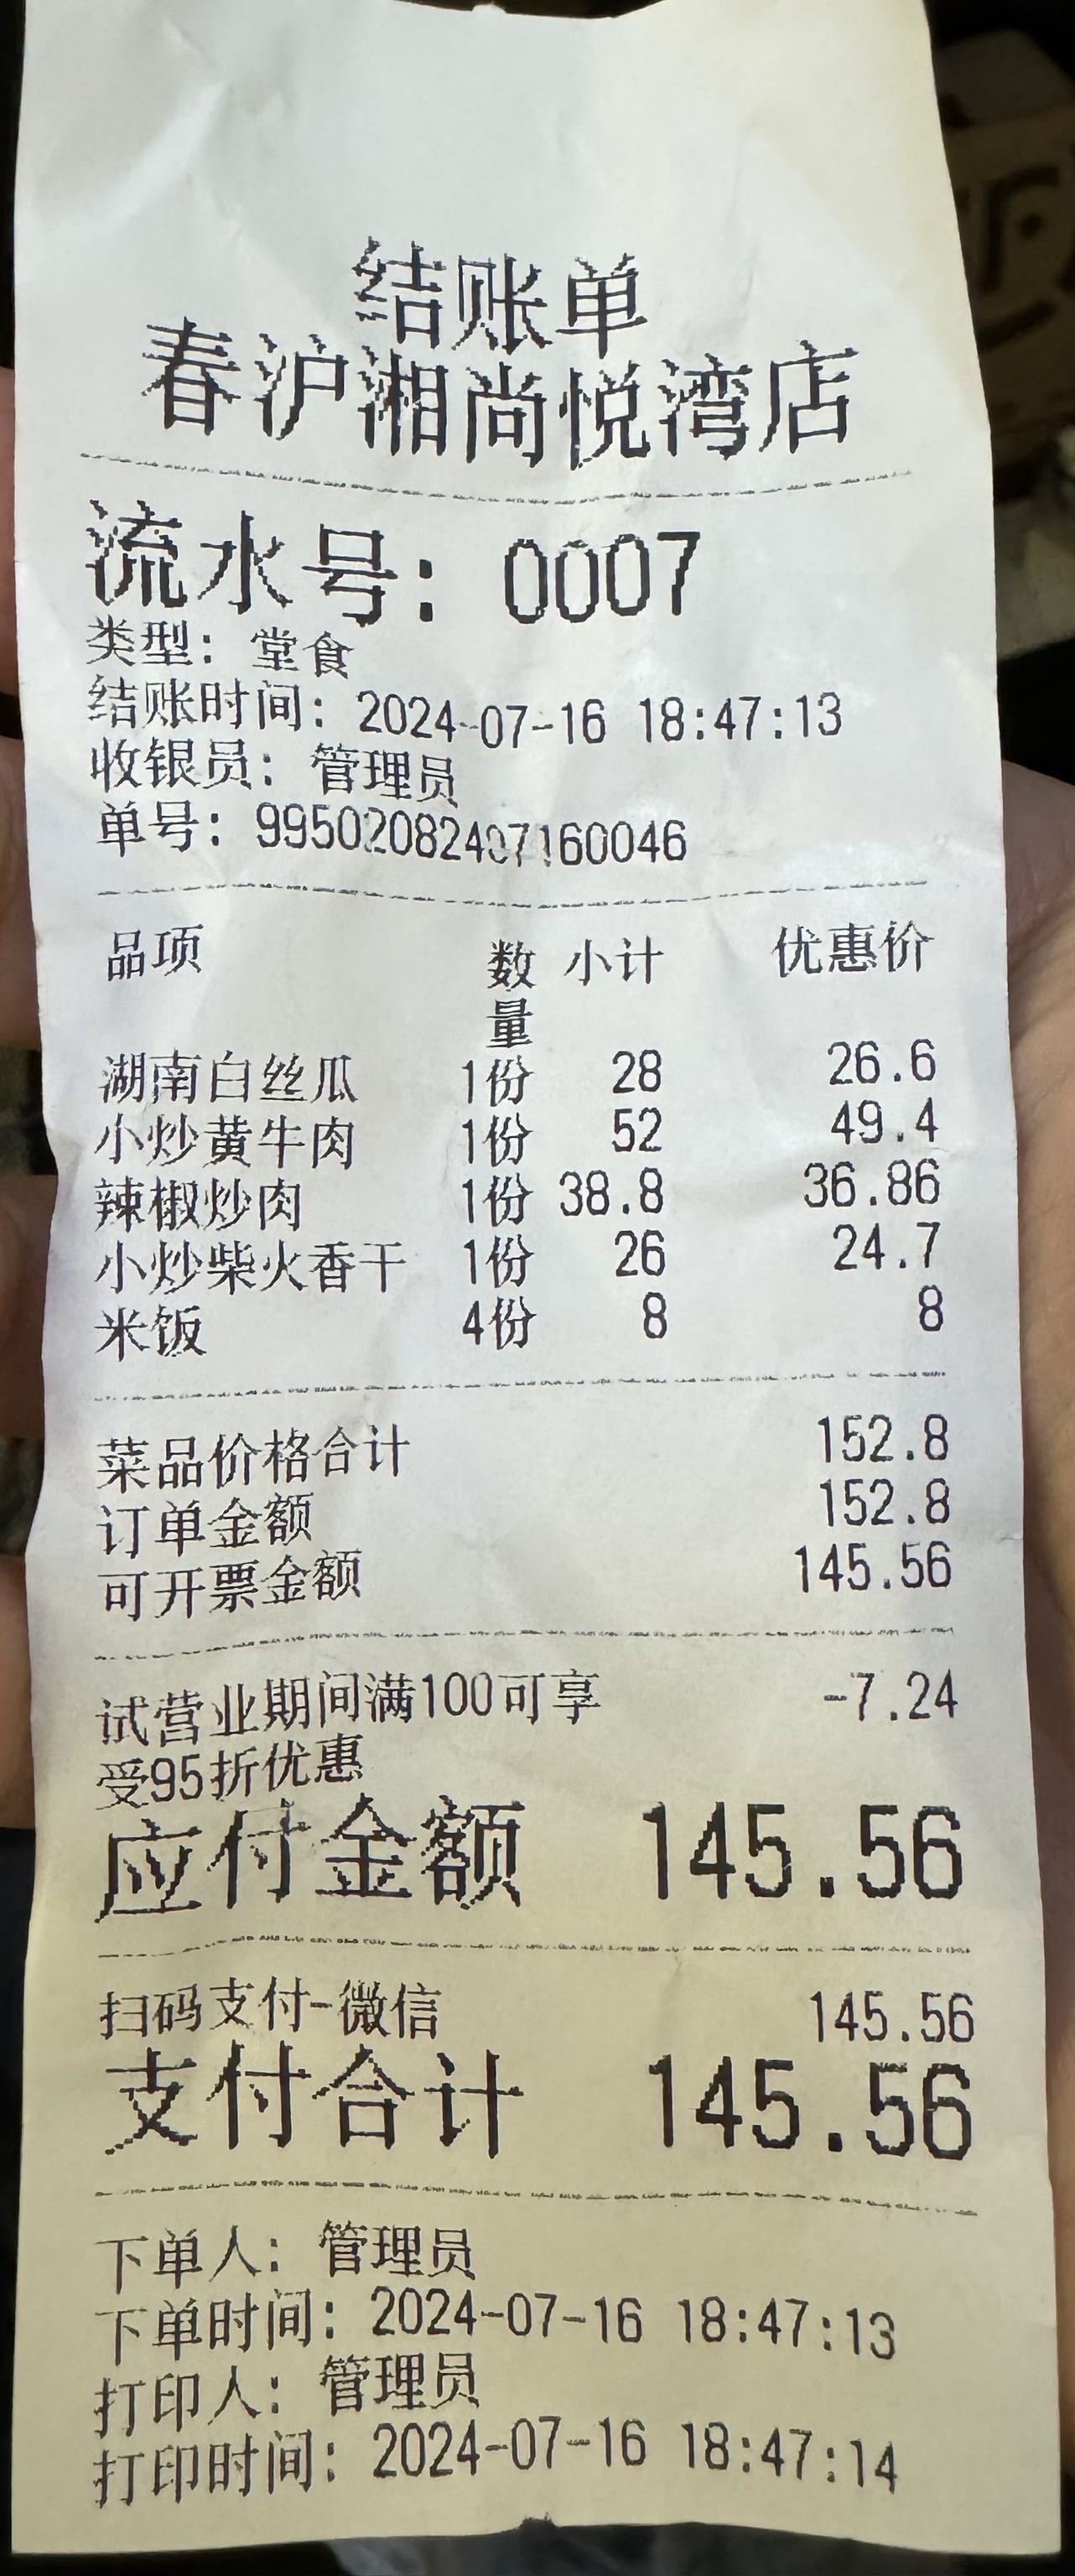 结账单
春沪湘尚悦湾店
流水号: 0007
类型: 堂食
结账时间: 2024-07-16 18:47:13
收银员: 管理员
单号: 99502082407160046
品项 数量 小计 优惠价
湖南白丝瓜 1份 28 26.6
小炒黄牛肉 1份 52 49.4
辣椒炒肉 1份 38.8 36.86
小炒柴火香干 1份 26 24.7
米饭 4份 8 8
菜品价格合计 152.8
订单金额 152.8
可开票金额 145.56
试营业期间满100可享 -7.24
受95折优惠
应付金额 145.56
扫码支付-微信 145.56
支付合计 145.56
下单人: 管理员
下单时间: 2024-07-16 18:47:13
打印人: 管理员
打印时间: 2024-07-16 18:47:14